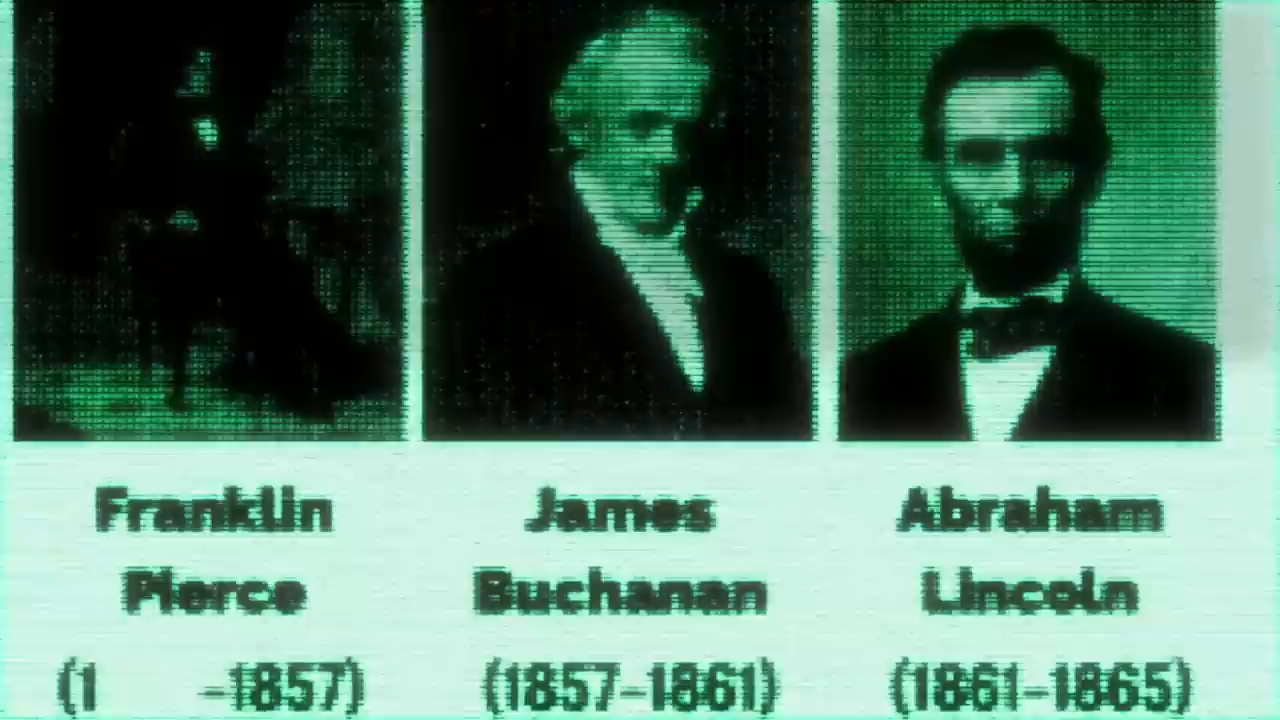 Franklin
Pierce
(1 -1857)
James
Buchanan
(1857-1861)
Abraham
Lincoln
(1861-1865)